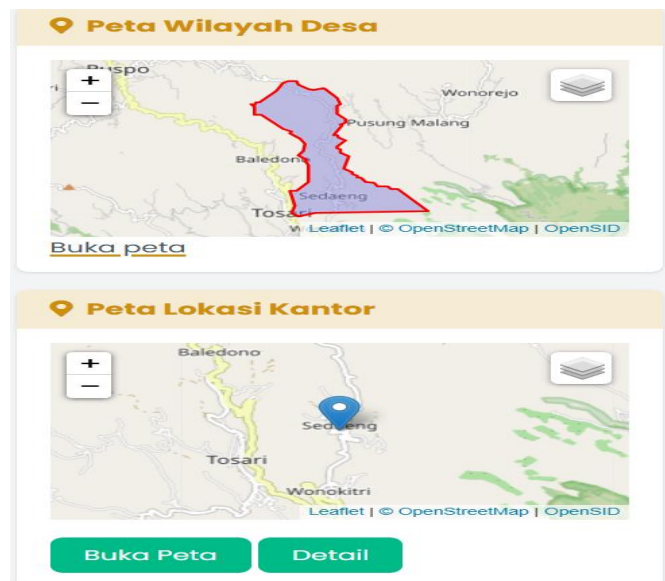 Peta Wilayah Desa
+
−
Wonorejo
Pusung Malang
Baledono
Sedaeng
Tosari
Leaflet | © OpenStreetMap | OpenSID
Buka peta
Peta Lokasi Kantor
+
−
Baledono
Sedaeng
Tosari
Wonokitri
Leaflet | © OpenStreetMap | OpenSID
Buka Peta
Detail